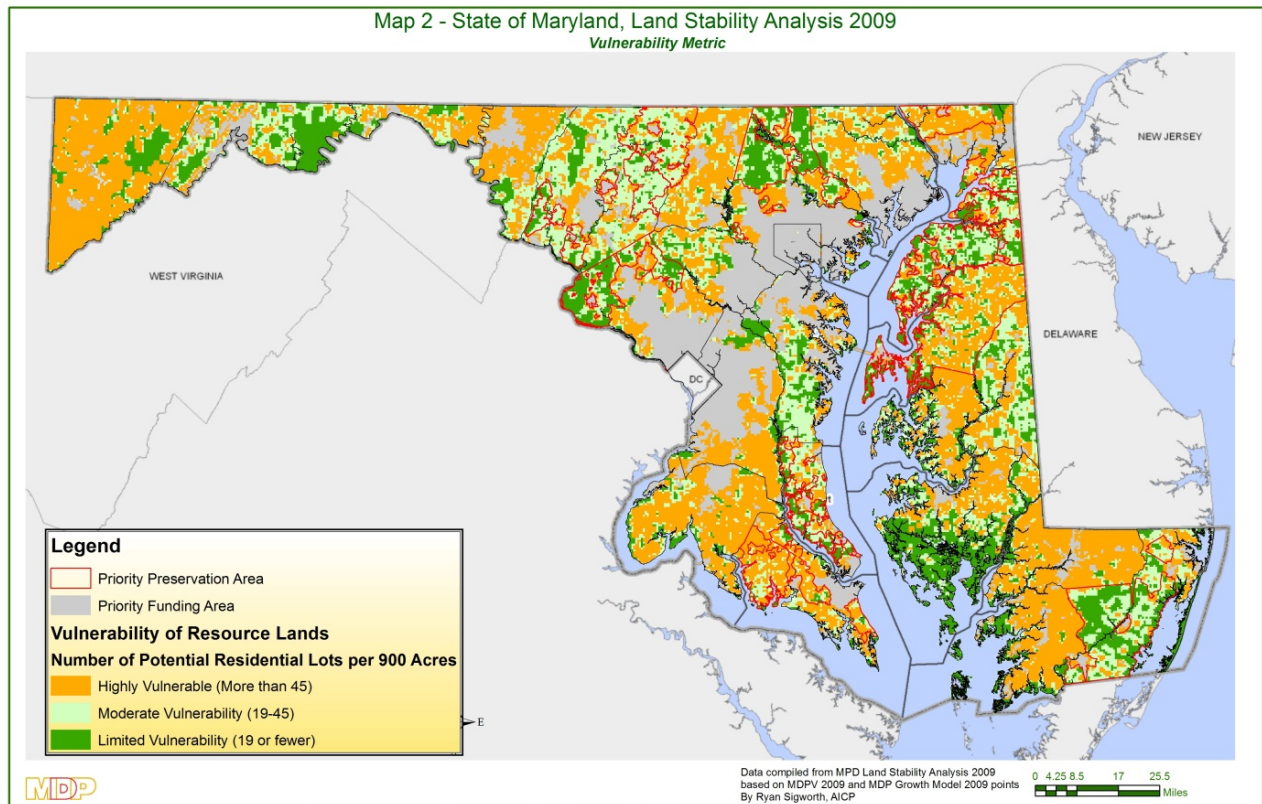 Map 2 - State of Maryland, Land Stability Analysis 2009
Vulnerability Metric
NEW JERSEY
WEST VIRGINIA
DELAWARE
DC
Legend
Priority Preservation Area
Priority Funding Area
Vulnerability of Resource Lands
Number of Potential Residential Lots per 900 Acres
Highly Vulnerable (More than 45)
Moderate Vulnerability (19-45)
Limited Vulnerability (19 or fewer)
E
MDP
Data compiled from MPD Land Stability Analysis 2009
based on MDPV 2009 and MDP Growth Model 2009 points
By Ryan Sigworth, AICP
0 4.25 8.5 17 25.5
Miles